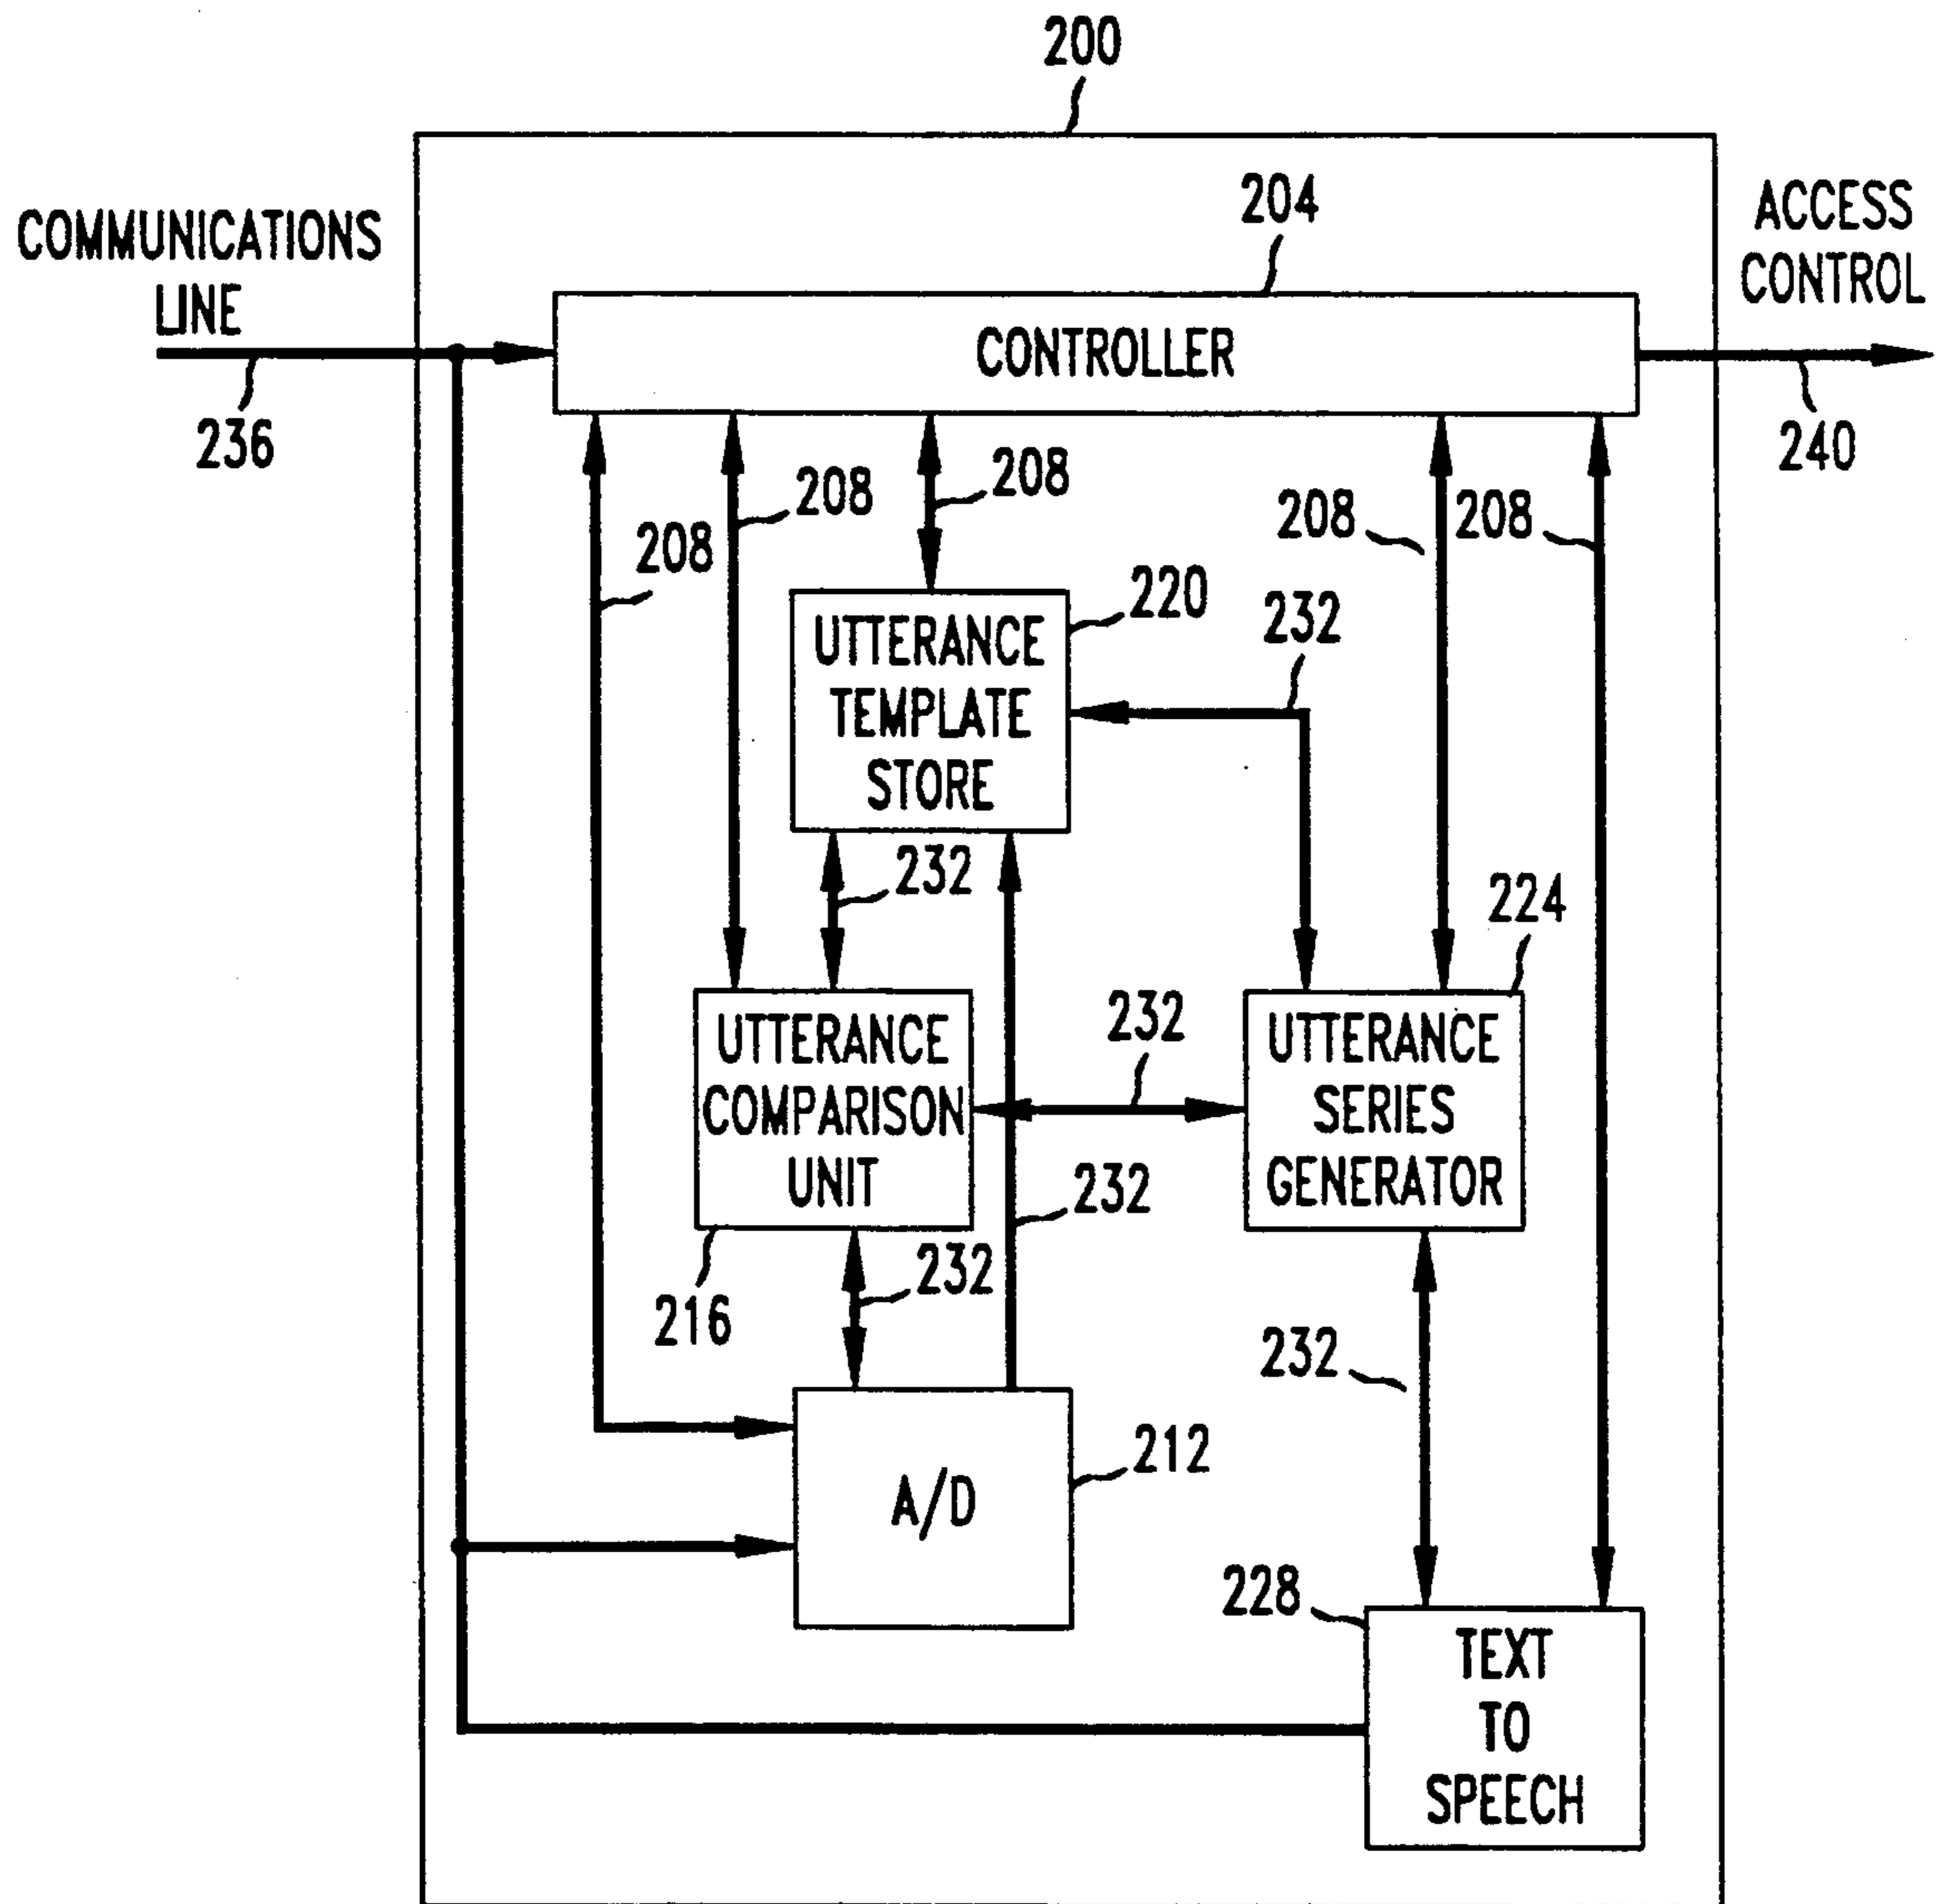 200
204
COMMUNICATIONS
LINE
ACCESS
CONTROL
CONTROLLER
236
240
208
208
208
208
208
220
232
UTTERANCE
TEMPLATE
STORE
232
224
UTTERANCE
COMPARISON
UNIT
232
UTTERANCE
SERIES
GENERATOR
232
232
216
232
212
A/D
228
TEXT
TO
SPEECH